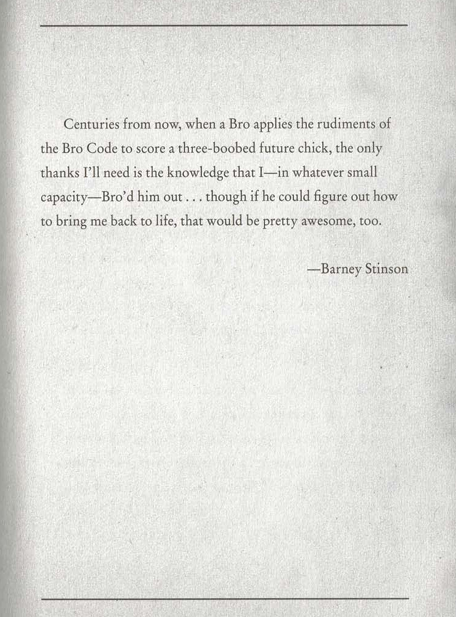 Centuries from now, when a Bro applies the rudiments of
the Bro Code to score a three-boobed future chick, the only
thanks I’ll need is the knowledge that I—in whatever small
capacity—Bro’d him out . . . though if he could figure out how
to bring me back to life, that would be pretty awesome, too.
—Barney Stinson